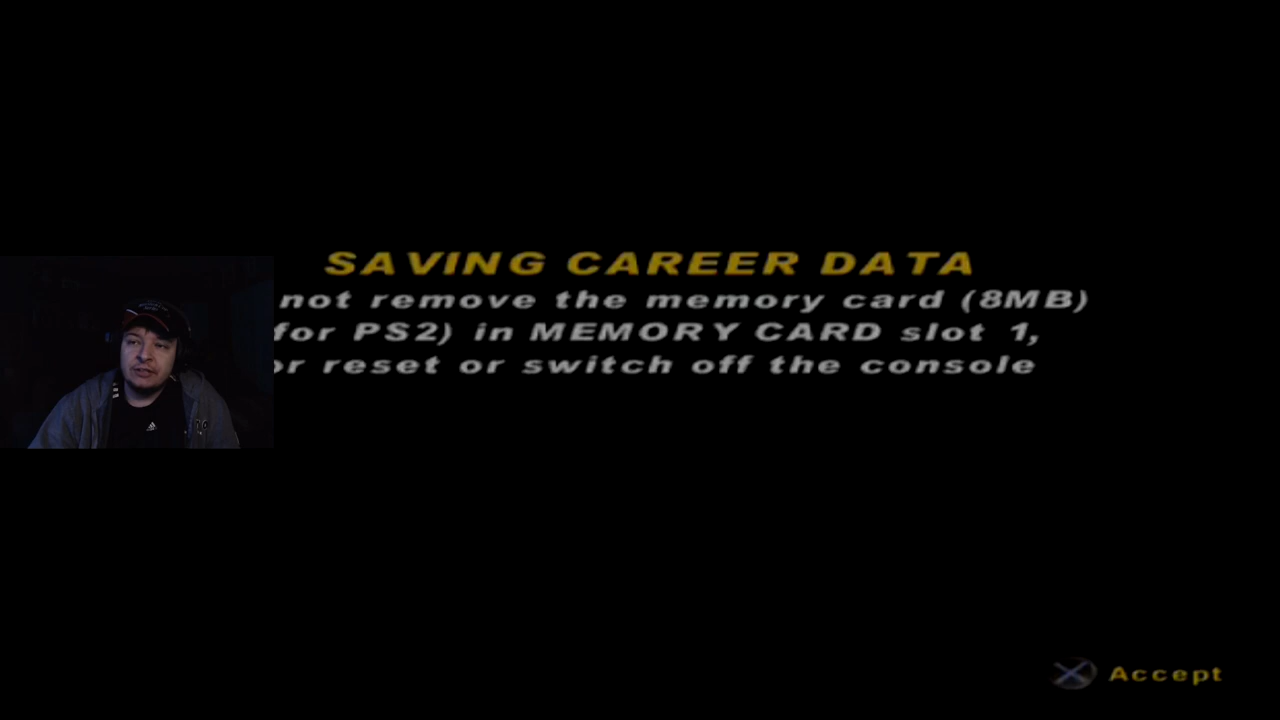 SAVING CAREER DATA
not remove the memory card (8MB)
for PS2) in MEMORY CARD slot 1,
or reset or switch off the console
Accept